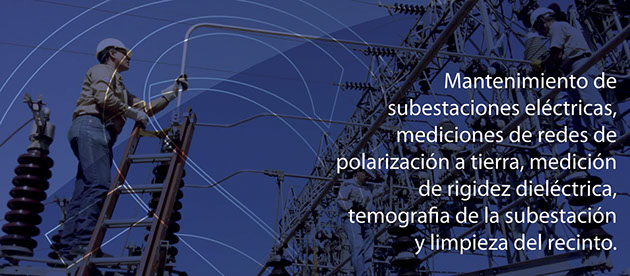 Mantenimiento de
subestaciones eléctricas,
mediciones de redes de
polarización a tierra, medición
de rigidez dieléctrica,
temografia de la subestación
y limpieza del recinto.